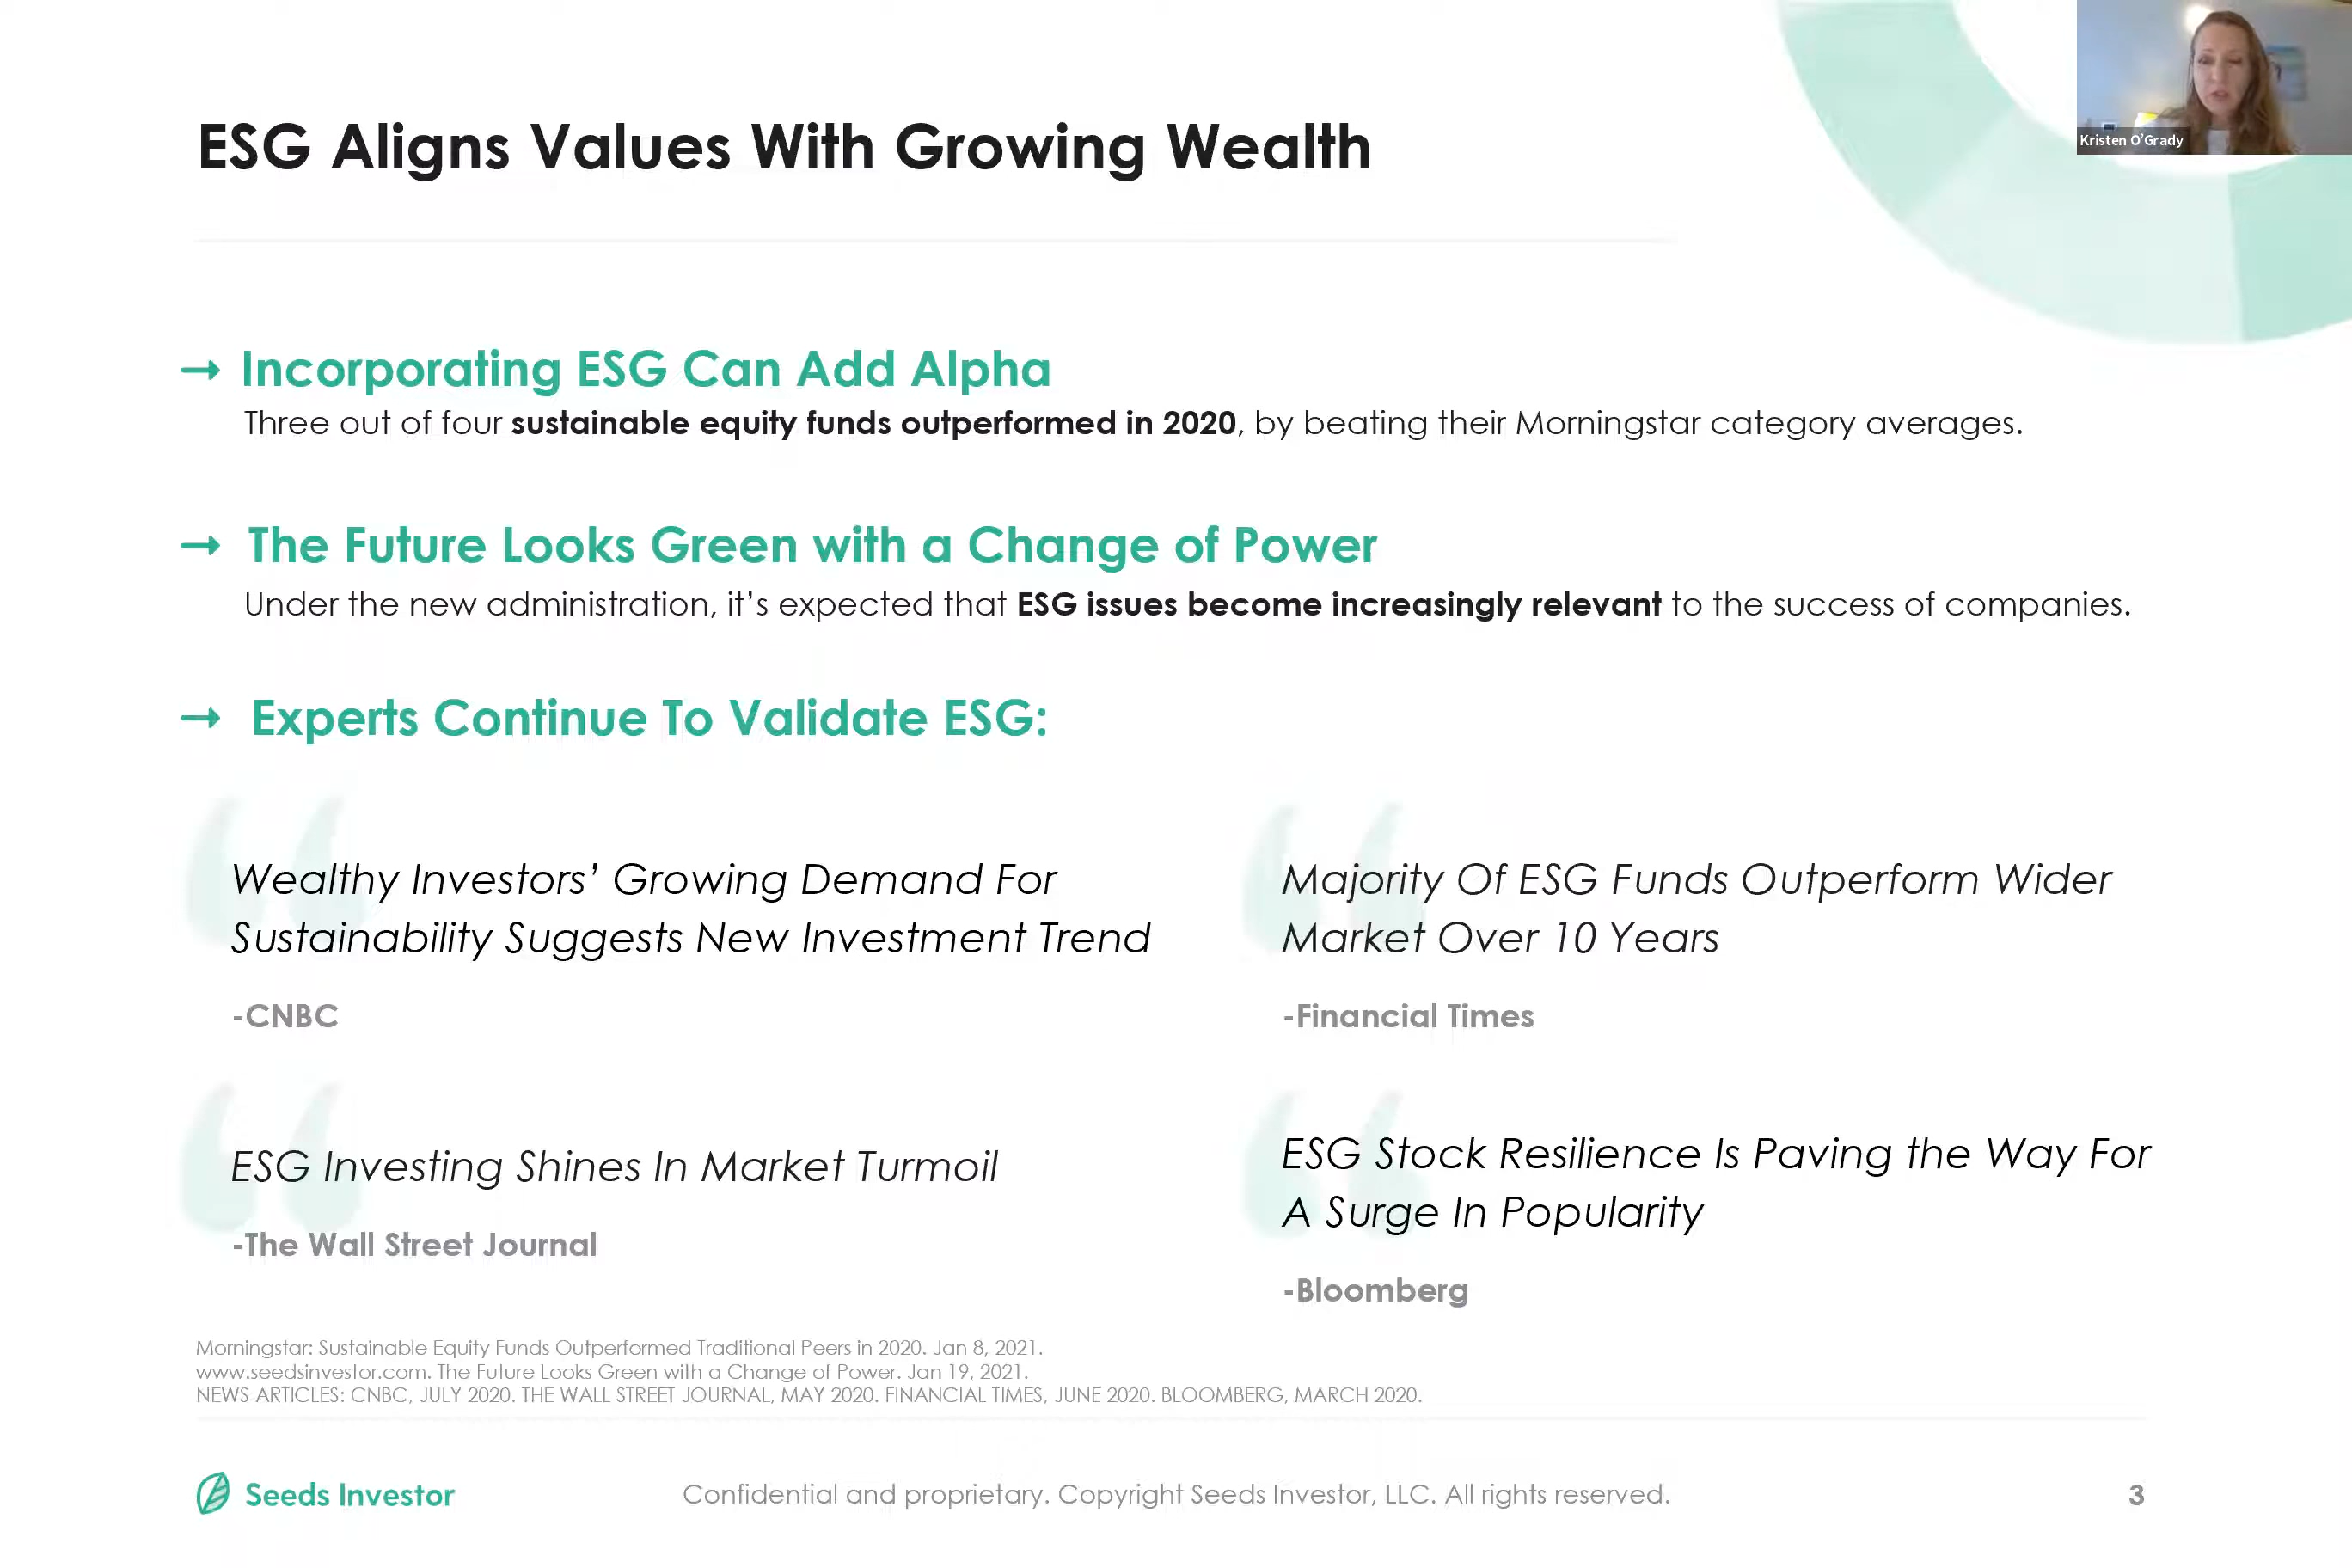 ESG Aligns Values With Growing Wealth
Kristen O'Grady
→ Incorporating ESG Can Add Alpha
Three out of four sustainable equity funds outperformed in 2020, by beating their Morningstar category averages.
→ The Future Looks Green with a Change of Power
Under the new administration, it’s expected that ESG issues become increasingly relevant to the success of companies.
→ Experts Continue To Validate ESG:
“
Wealthy Investors’ Growing Demand For
Sustainability Suggests New Investment Trend
-CNBC
“
Majority Of ESG Funds Outperform Wider
Market Over 10 Years
-Financial Times
“
ESG Investing Shines In Market Turmoil
-The Wall Street Journal
“
ESG Stock Resilience Is Paving the Way For
A Surge In Popularity
-Bloomberg
Morningstar: Sustainable Equity Funds Outperformed Traditional Peers in 2020. Jan 8, 2021.
www.seedsinvestor.com. The Future Looks Green with a Change of Power. Jan 19, 2021.
NEWS ARTICLES: CNBC, JULY 2020. THE WALL STREET JOURNAL, MAY 2020. FINANCIAL TIMES, JUNE 2020. BLOOMBERG, MARCH 2020.
Seeds Investor
Confidential and proprietary. Copyright Seeds Investor, LLC. All rights reserved.
3